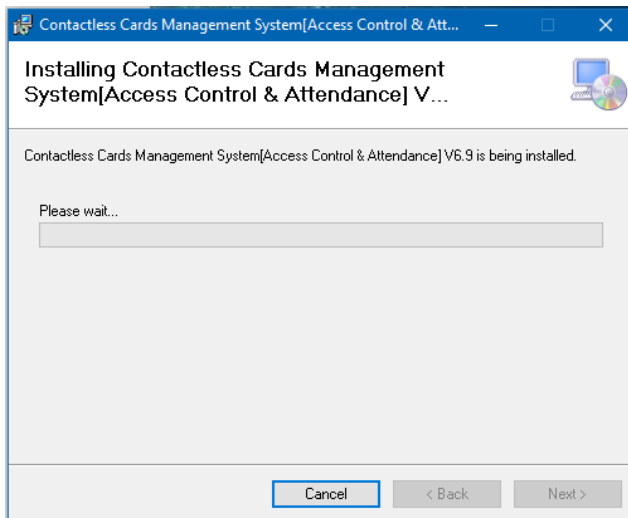 Contactless Cards Management System[Access Control & Att...
Installing Contactless Cards Management
System[Access Control & Attendance] V...
Contactless Cards Management System[Access Control & Attendance] V6.9 is being installed.
Please wait...
Cancel
< Back
Next >